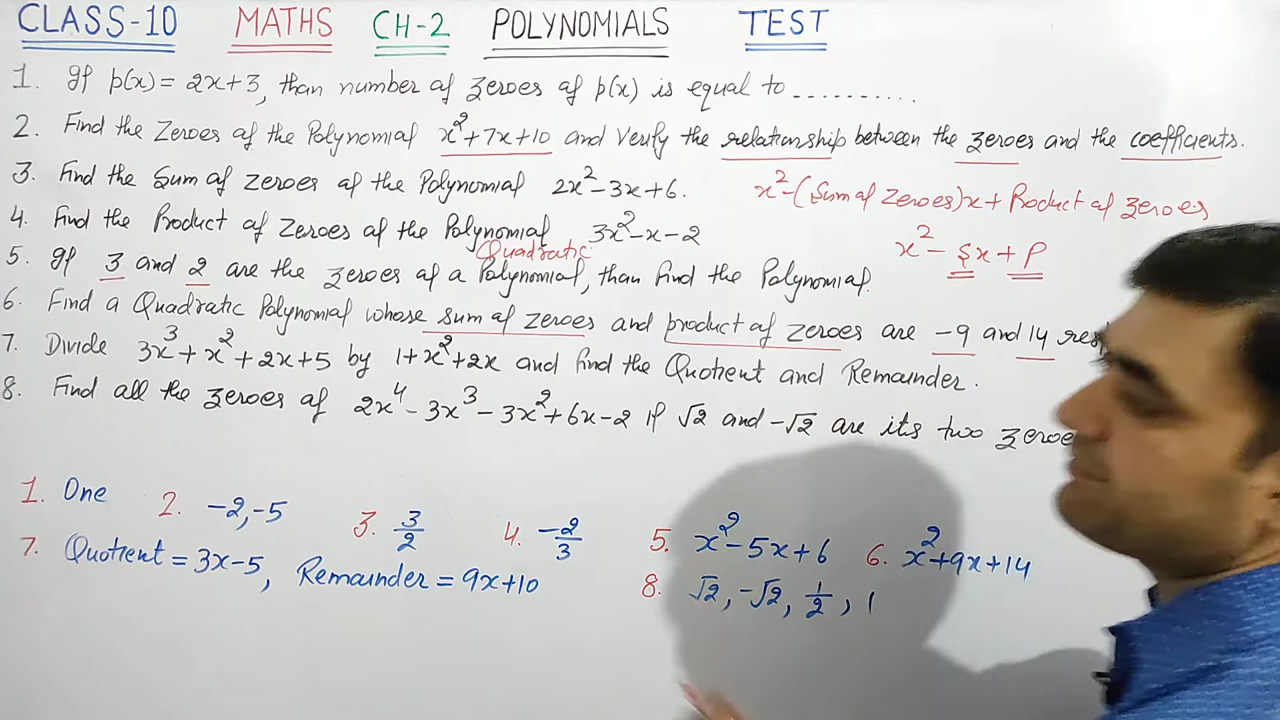 CLASS-10 MATHS CH-2 POLYNOMIALS TEST
1. If p(x) = 2x+3, than number of zeroes of p(x) is equal to ..........
2. Find the Zeroes of the Polynomial x²+7x+10 and Verify the relationship between the zeroes and the coefficients.
3. Find the Sum of Zeroes of the Polynomial 2x²-3x+6.
x²-(Sum of Zeroes)x + Product of zeroes
4. Find the Product of Zeroes of the Polynomial 3x²-x-2
x² - Sx + P
Quadratic
5. If 3 and 2 are the zeroes of a Polynomial, than find the Polynomial.
6. Find a Quadratic Polynomial whose sum of zeroes and product of zeroes are -9 and 14
7. Divide 3x³+x²+2x+5 by 1+x²+2x and find the Quotient and Remainder.
8. Find all the zeroes of 2x⁴-3x³-3x²+6x-2 if √2 and -√2 are its two
1. One 2. -2,-5 3. 3/2 4. -2/3 5. x²-5x+6 6. x²+9x+14
7. Quotient = 3x-5, Remainder = 9x+10 8. √2, -√2, 1/2, 1